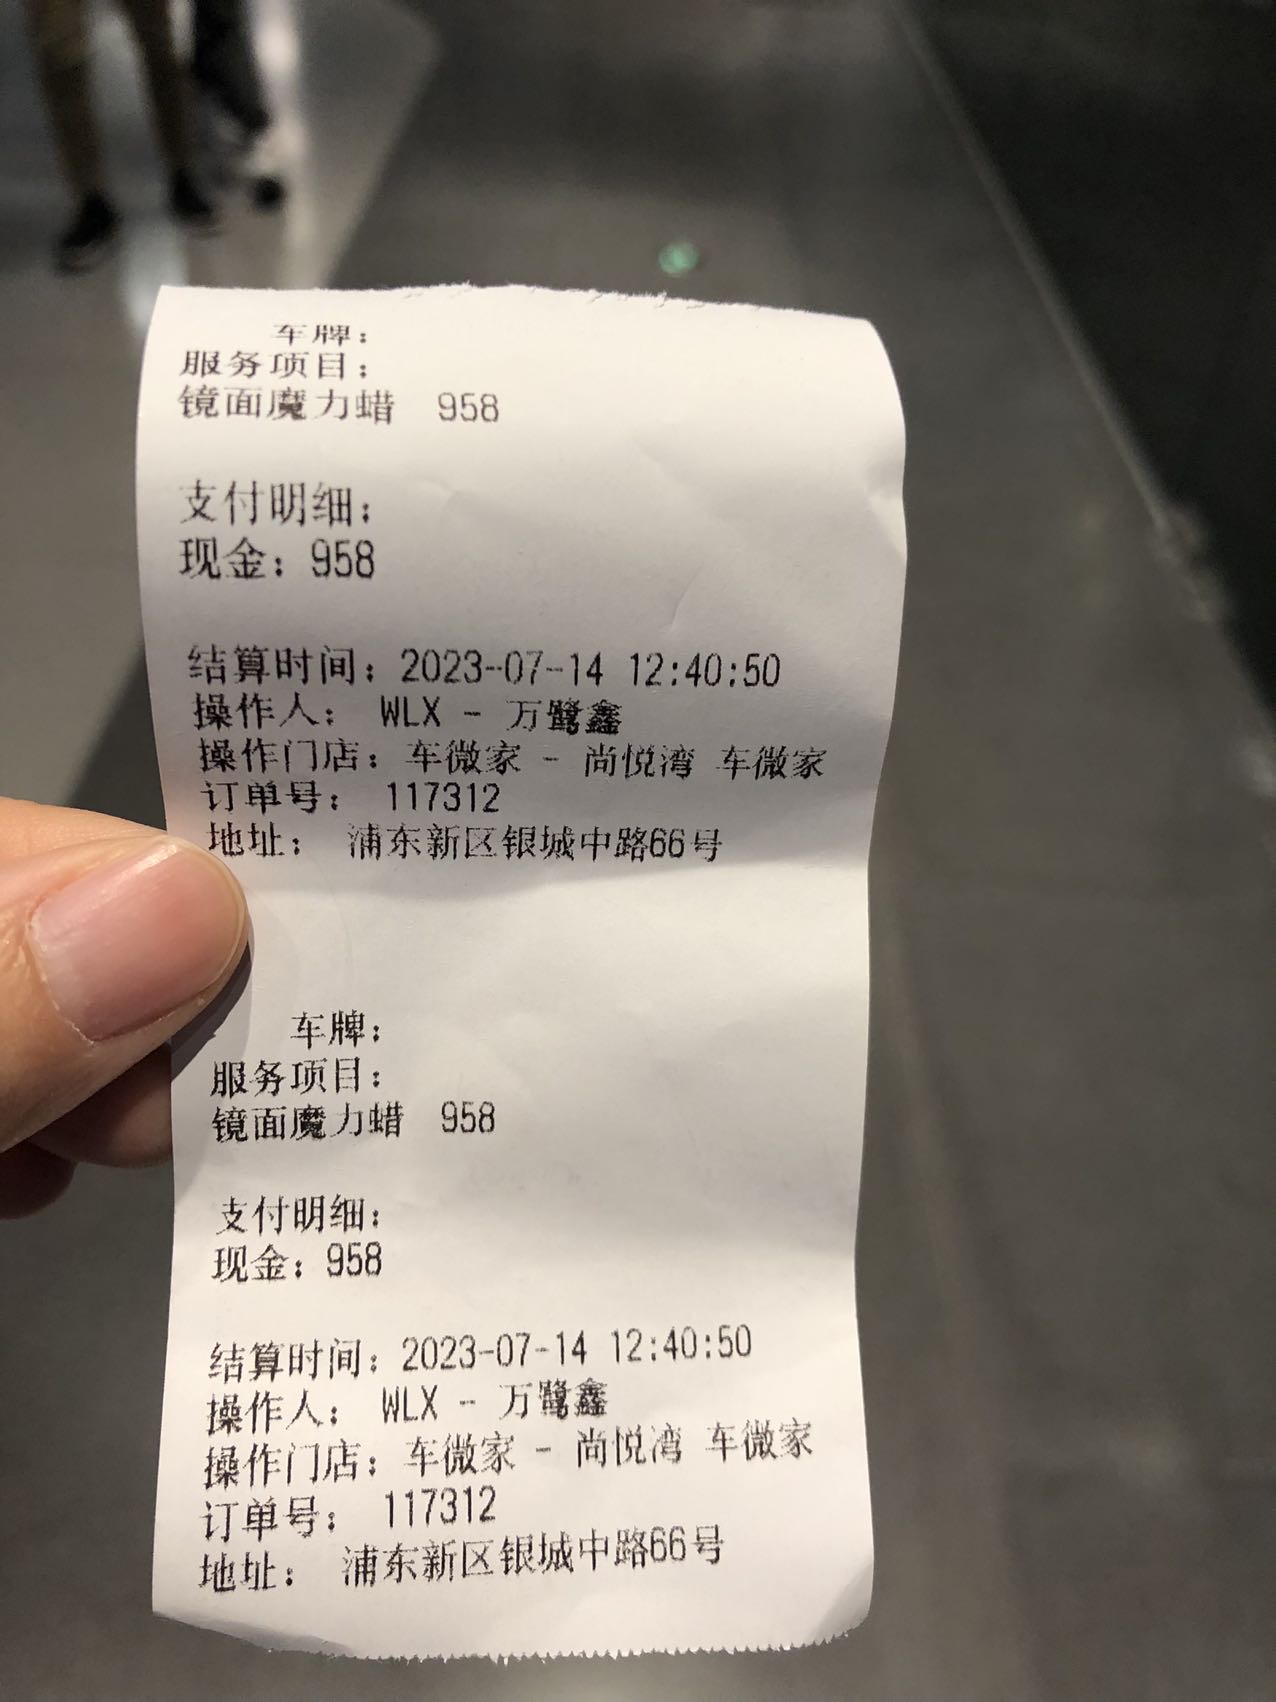 车牌：
服务项目：
镜面魔力蜡 958
支付明细：
现金：958
结算时间：2023-07-14 12:40:50
操作人： WLX - 万鹭鑫
操作门店：车微家 - 尚悦湾 车微家
订单号： 117312
地址： 浦东新区银城中路66号
车牌：
服务项目：
镜面魔力蜡 958
支付明细：
现金：958
结算时间：2023-07-14 12:40:50
操作人： WLX - 万鹭鑫
操作门店：车微家 - 尚悦湾 车微家
订单号： 117312
地址： 浦东新区银城中路66号